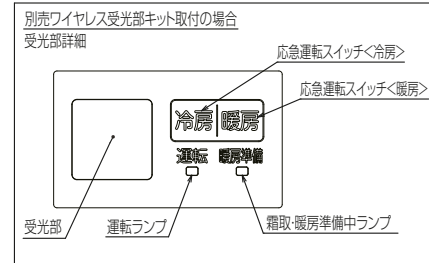 別売ワイヤレス受光部キット取付の場合
受光部詳細
応急運転スイッチ<冷房>
応急運転スイッチ<暖房>
冷房 暖房
運転 暖房準備
受光部
運転ランプ
霜取・暖房準備中ランプ